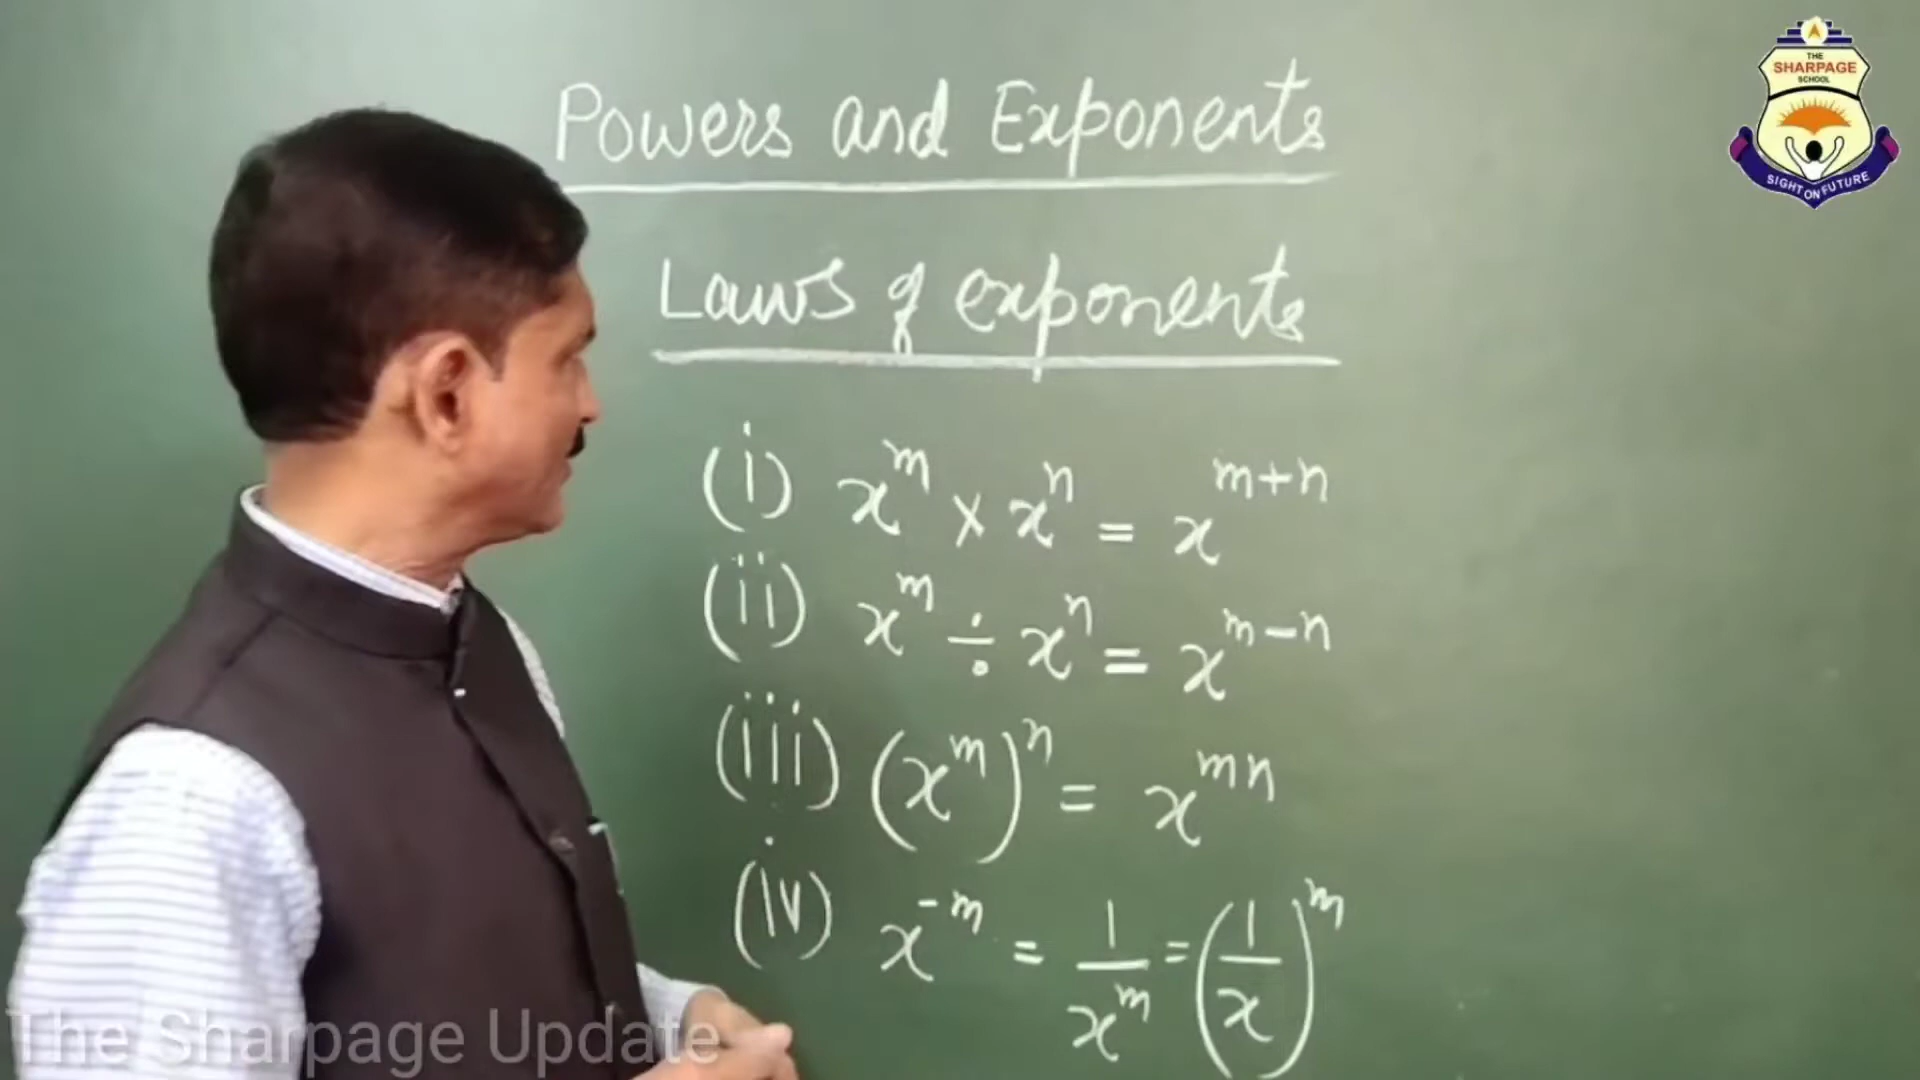 Powers and Exponents
Laws of exponents
(i) x^m × x^n = x^{m+n}
(ii) x^m ÷ x^n = x^{m-n}
(iii) (x^m)^n = x^{mn}
(iv) x^{-m} = 1/x^m = (1/x)^m
THE
SHARPAGE
SCHOOL
SIGHT ON FUTURE
The Sharpage Update